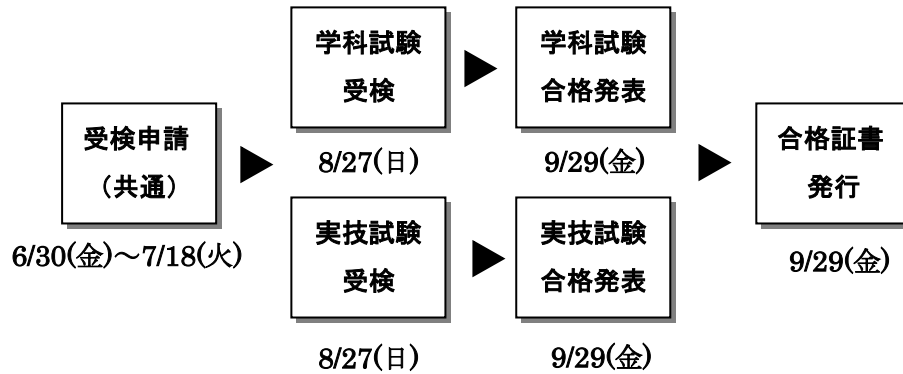 受検申請
（共通）
6/30(金)～7/18(火)
学科試験
受検
8/27(日)
学科試験
合格発表
9/29(金)
実技試験
受検
8/27(日)
実技試験
合格発表
9/29(金)
合格証書
発行
9/29(金)